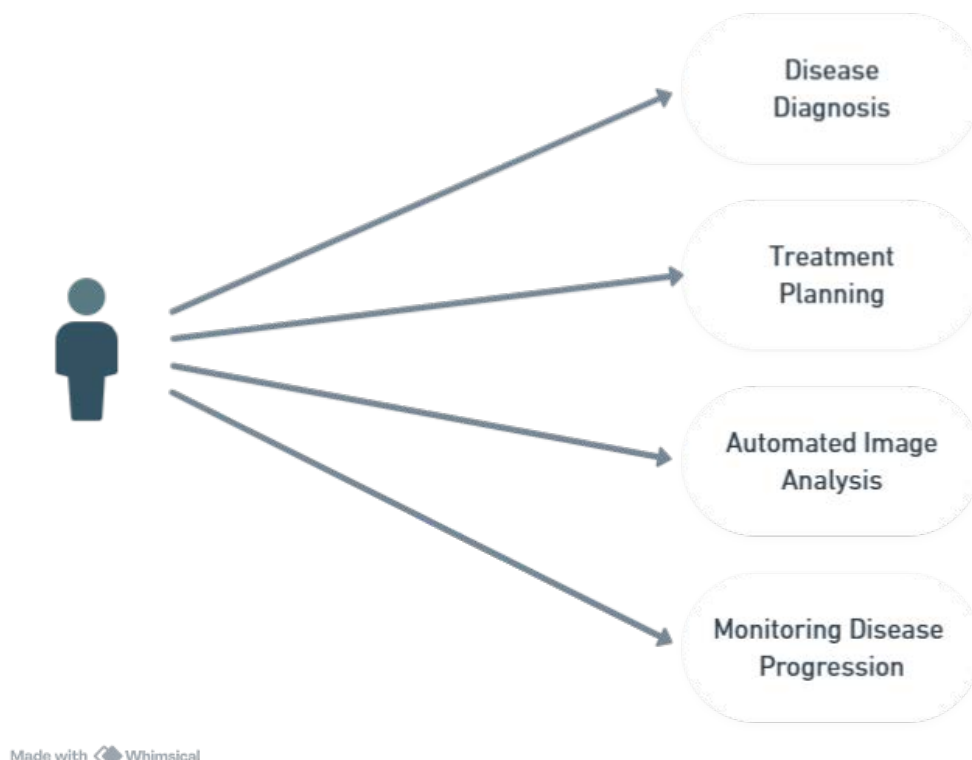 Disease
Diagnosis
Treatment
Planning
Automated Image
Analysis
Monitoring Disease
Progression
Made with Whimsical